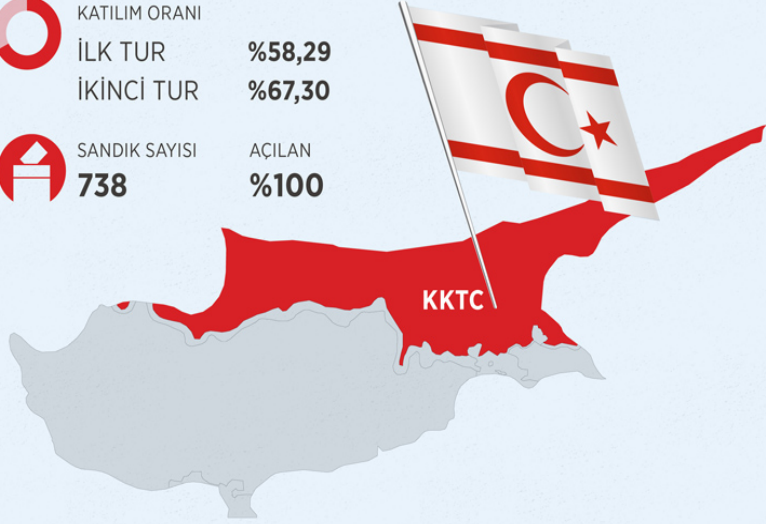 KATILIM ORANI
İLK TUR %58,29
İKİNCİ TUR %67,30
SANDIK SAYISI AÇILAN
738 %100
KKTC